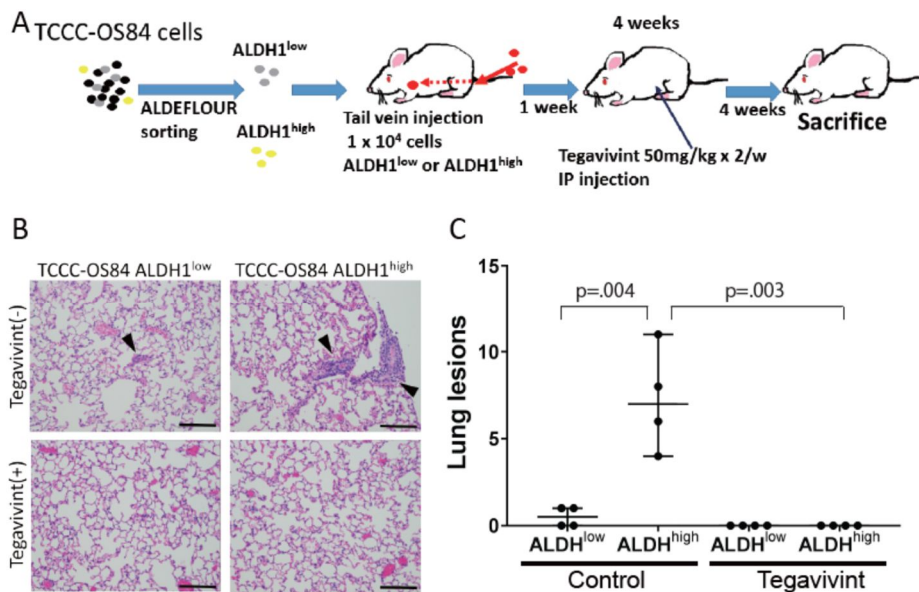 A
TCCC-OS84 cells
ALDEFLOUR
sorting
ALDH1low
ALDH1high
Tail vein injection
1 x 10⁴ cells
ALDH1low or ALDH1high
1 week
4 weeks
Tegavivint 50mg/kg x 2/w
IP injection
4 weeks
Sacrifice
B
TCCC-OS84 ALDH1low
TCCC-OS84 ALDH1high
Tegavivint(-)
Tegavivint(+)
C
Lung lesions
15
10
5
0
p=.004
p=.003
ALDHlow
ALDHhigh
ALDHlow
ALDHhigh
Control
Tegavivint